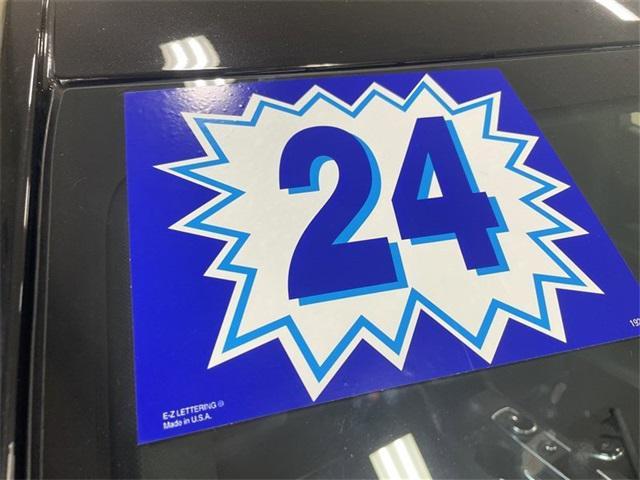 24
E-Z LETTERING ©
Made in U.S.A.